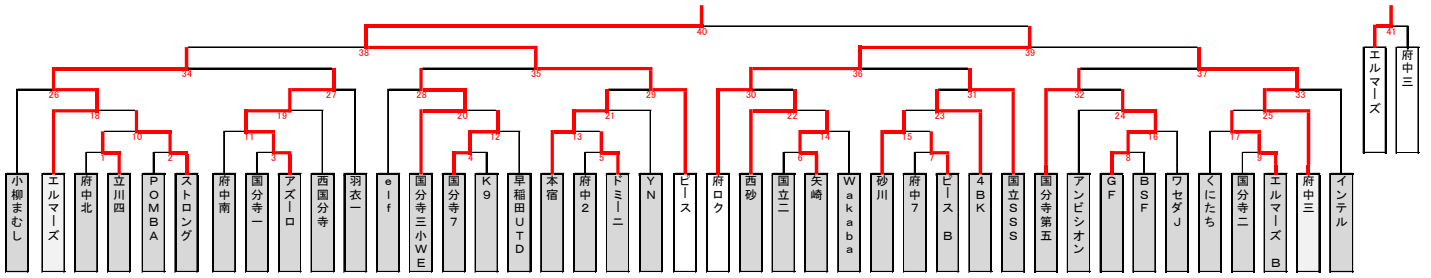 40
41
38
39
34
35
36
37
26
27
28
29
30
31
32
33
18
19
20
21
22
23
24
25
10
11
12
13
14
15
16
17
1
2
3
4
5
6
7
8
9
エルマーズ
府中三
小柳まむし
エルマーズ
府中北
立川四
POMBA
ストロング
府中南
国分寺一
アズーロ
西国分寺
羽衣一
elf
国分寺三小WE
国分寺7
K9
早稲田UTD
本宿
府中2
ドミーニ
YN
ピース
府ロク
西砂
国立二
矢崎
Wakaba
砂川
府中7
ピースB
4BK
国立SSS
国分寺第五
アンビシオン
GF
BSF
ワセダJ
くにたち
国分寺二
エルマーズB
府中三
インテル